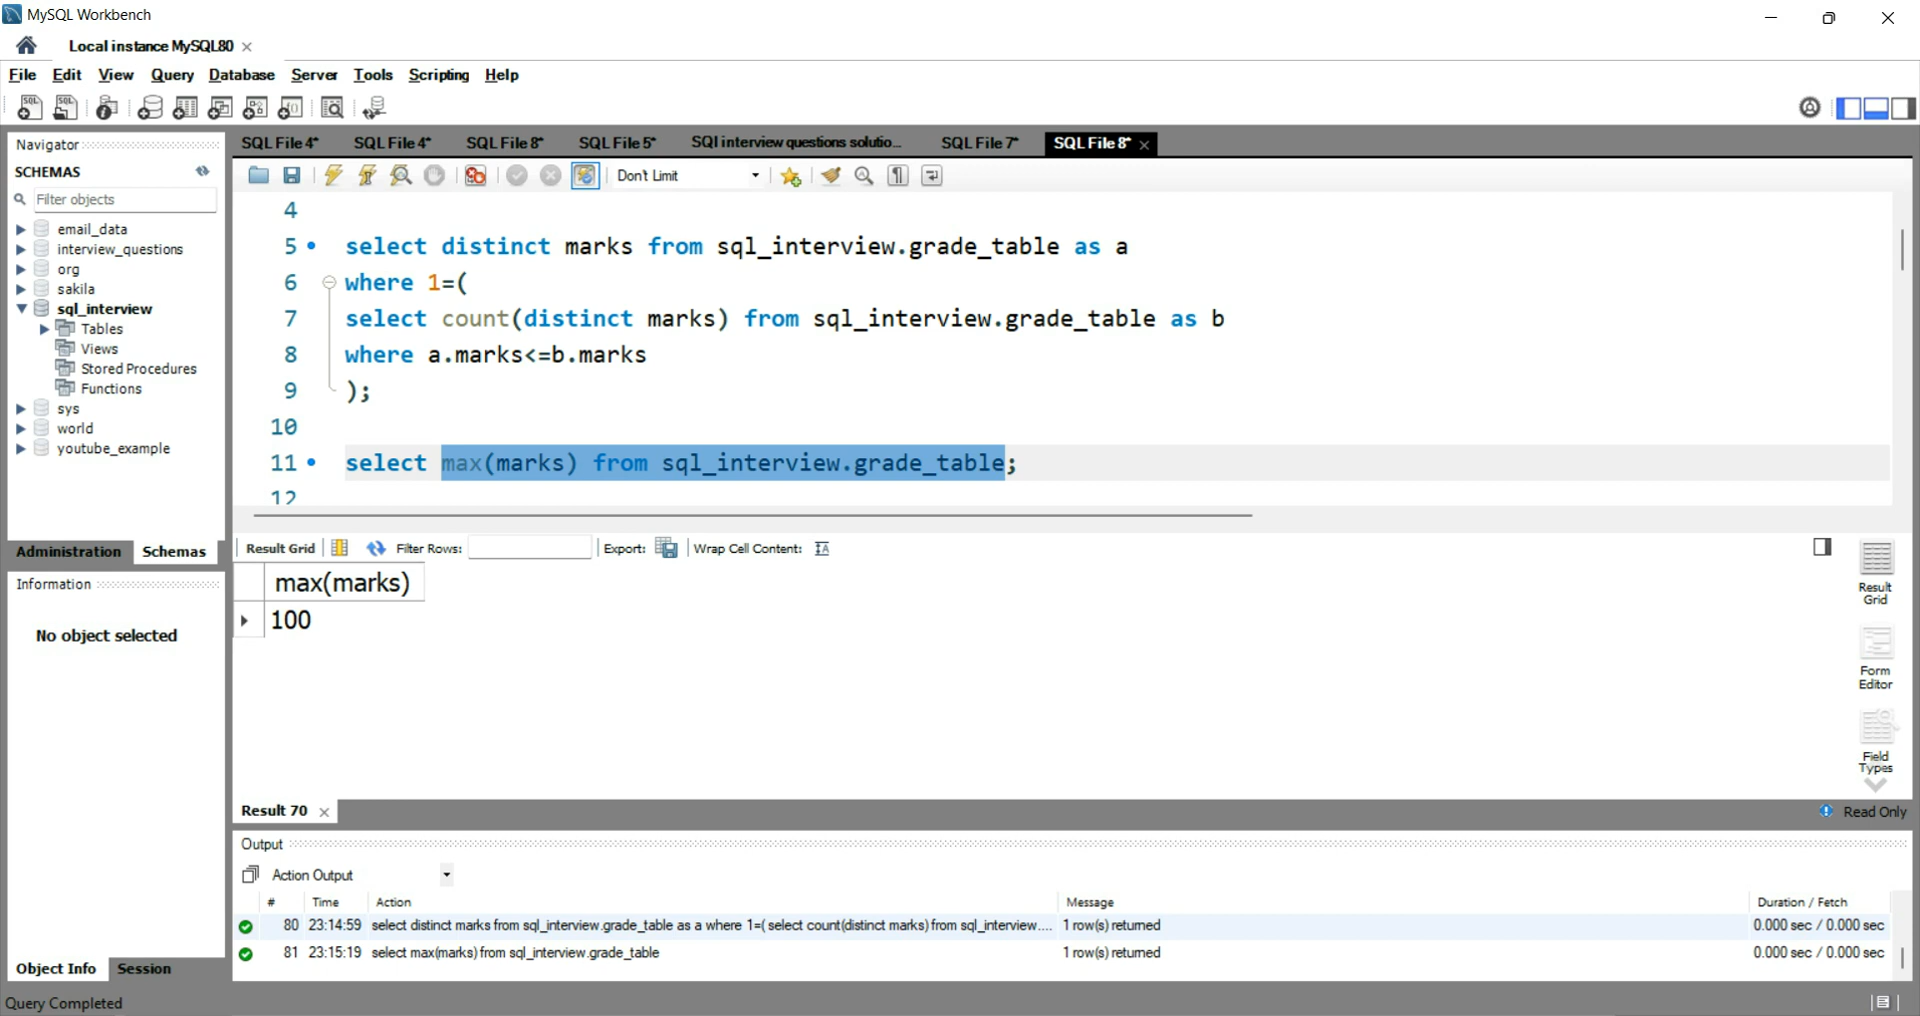 MySQL Workbench
Local instance MySQL80
File Edit View Query Database Server Tools Scripting Help
Navigator
SCHEMAS
Filter objects
email_data
interview_questions
org
sakila
sql_interview
Tables
Views
Stored Procedures
Functions
sys
world
youtube_example
Administration Schemas
Information
No object selected
Object Info Session
SQL File 4* SQL File 4* SQL File 8* SQL File 5* SQl interview questions solutio... SQL File 7* SQL File 8*
Don't Limit
4
5 select distinct marks from sql_interview.grade_table as a
6 where 1=(
7 select count(distinct marks) from sql_interview.grade_table as b
8 where a.marks<=b.marks
9 );
10
11 select max(marks) from sql_interview.grade_table;
12
Result Grid Filter Rows: Export: Wrap Cell Content:
max(marks)
100
Result Grid
Form Editor
Field Types
Result 70
Read Only
Output
Action Output
# Time Action Message Duration / Fetch
80 23:14:59 select distinct marks from sql_interview.grade_table as a where 1=( select count(distinct marks) from sql_interview.... 1 row(s) returned 0.000 sec / 0.000 sec
81 23:15:19 select max(marks) from sql_interview.grade_table 1 row(s) returned 0.000 sec / 0.000 sec
Query Completed